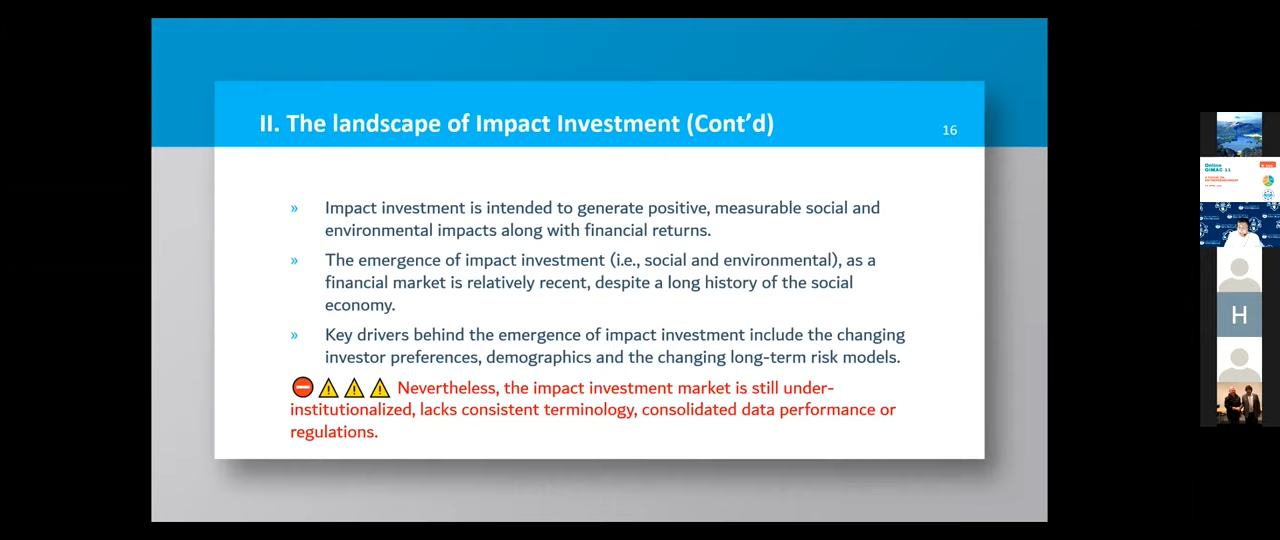 II. The landscape of Impact Investment (Cont'd)
16
» Impact investment is intended to generate positive, measurable social and
environmental impacts along with financial returns.
» The emergence of impact investment (i.e., social and environmental), as a
financial market is relatively recent, despite a long history of the social
economy.
» Key drivers behind the emergence of impact investment include the changing
investor preferences, demographics and the changing long-term risk models.
Nevertheless, the impact investment market is still under-
institutionalized, lacks consistent terminology, consolidated data performance or
regulations.
Online
GIMAC 11
H